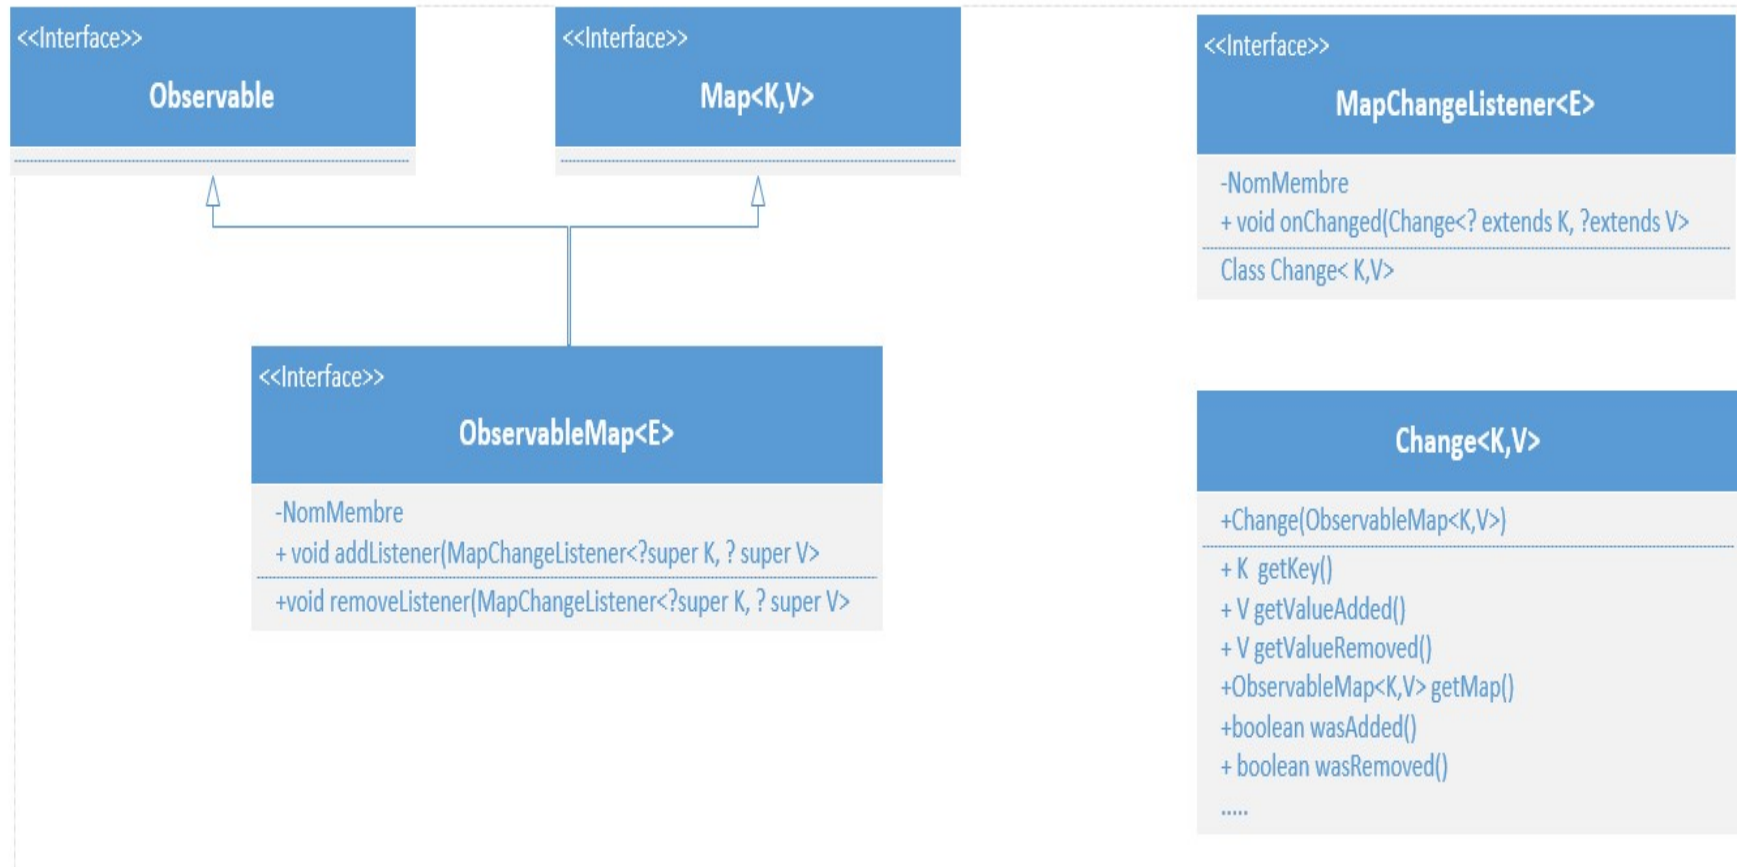 <<Interface>>
Observable
<<Interface>>
Map<K,V>
<<Interface>>
MapChangeListener<E>
-NomMembre
+ void onChanged(Change<? extends K, ?extends V>
Class Change< K,V>
<<Interface>>
ObservableMap<E>
-NomMembre
+ void addListener(MapChangeListener<?super K, ? super V>
+void removeListener(MapChangeListener<?super K, ? super V>
Change<K,V>
+Change(ObservableMap<K,V>)
+ K  getKey()
+ V getValueAdded()
+ V getValueRemoved()
+ObservableMap<K,V> getMap()
+boolean wasAdded()
+ boolean wasRemoved()
.....